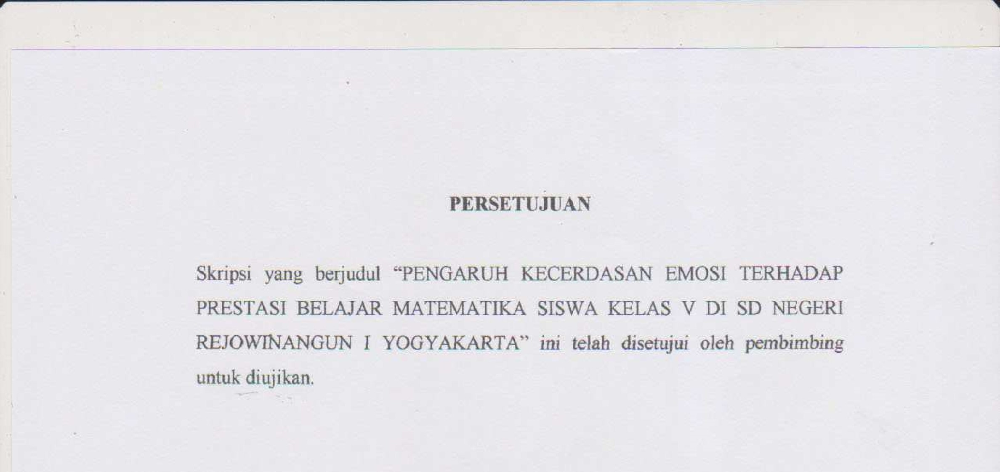 PERSETUJUAN
Skripsi yang berjudul “PENGARUH KECERDASAN EMOSI TERHADAP
PRESTASI BELAJAR MATEMATIKA SISWA KELAS V DI SD NEGERI
REJOWINANGUN I YOGYAKARTA” ini telah disetujui oleh pembimbing
untuk diujikan.